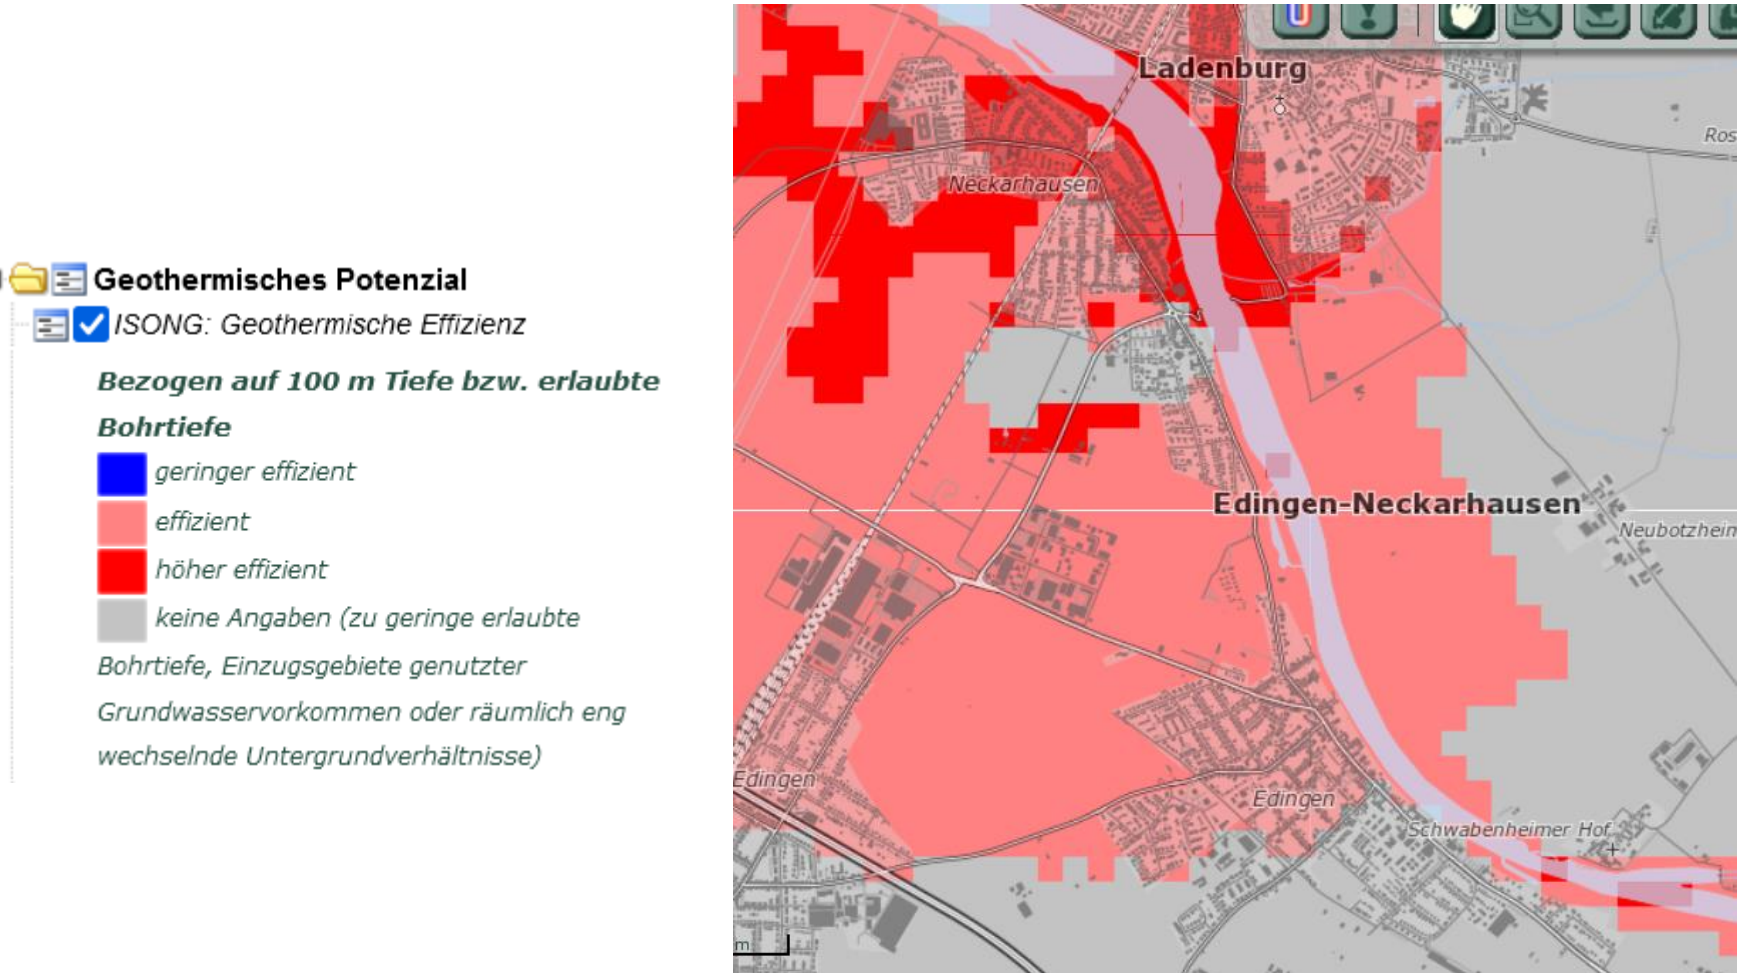 Geothermisches Potenzial
ISONG: Geothermische Effizienz
Bezogen auf 100 m Tiefe bzw. erlaubte
Bohrtiefe
geringer effizient
effizient
höher effizient
keine Angaben (zu geringe erlaubte
Bohrtiefe, Einzugsgebiete genutzter
Grundwasservorkommen oder räumlich eng
wechselnde Untergrundverhältnisse)
Ladenburg
Ros
Neckarhausen
Edingen-Neckarhausen
Neubotzheim
Edingen
Edingen
Schwabenheimer Hof
m